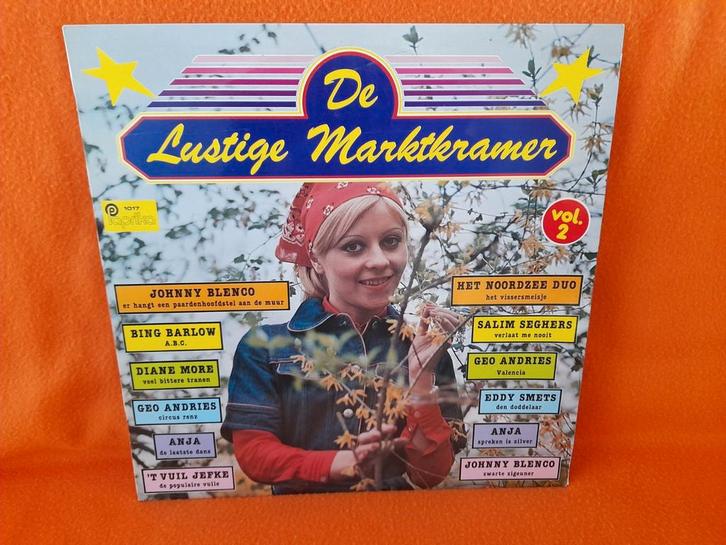 De
Lustige Marktkramer
1017
paprika
vol.
2
JOHNNY BLENCO
er hangt een paardenhoofdstel aan de muur
BING BARLOW
A.B.C.
DIANE MORE
veel bittere tranen
GEO ANDRIES
circus renz
ANJA
de laatste dans
'T VUIL JEFKE
de populaire vuile
HET NOORDZEE DUO
het vissersmeisje
SALIM SEGHERS
verlaat me nooit
GEO ANDRIES
Valencia
EDDY SMETS
den doddelaar
ANJA
spreken is zilver
JOHNNY BLENCO
zwarte zigeuner